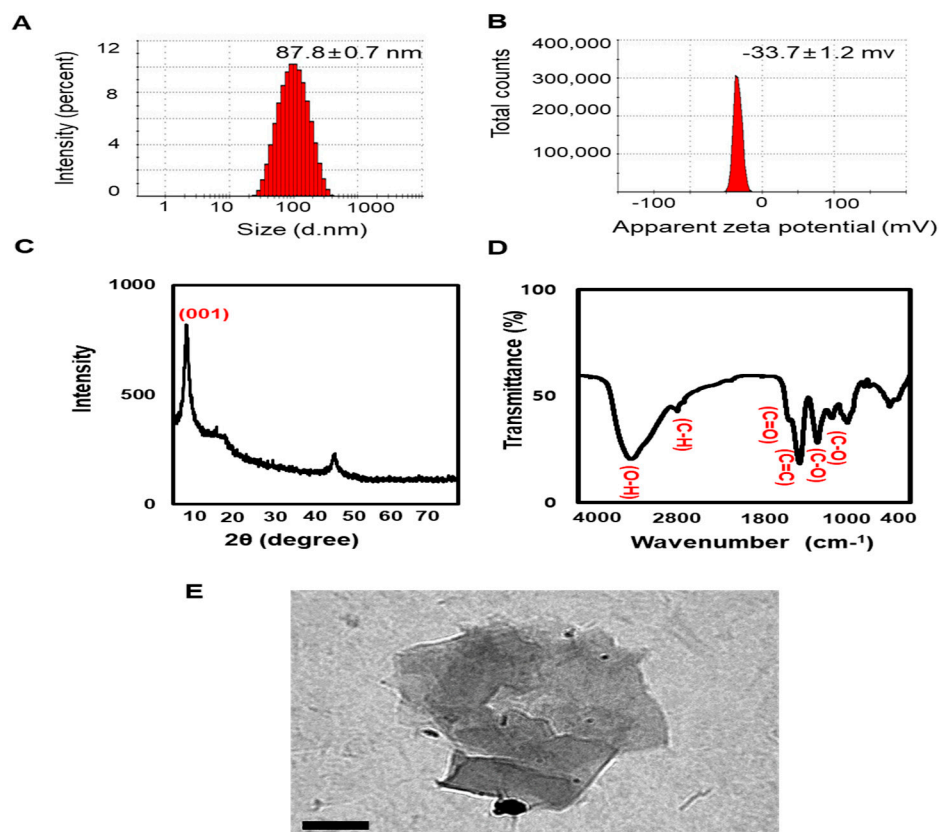 A
87.8±0.7 nm
Intensity (percent)
12
8
4
0
1 10 100 1000
Size (d.nm)
B
-33.7±1.2 mv
Total counts
400,000
300,000
200,000
100,000
-100 0 100
Apparent zeta potential (mV)
C
(001)
Intensity
1000
500
0
10 20 30 40 50 60 70
2θ (degree)
D
Transmittance (%)
100
50
0
(O-H)
(C-H)
(C=O)
(C=C)
(C-O)
(C-O)
4000 2800 1800 1000 400
Wavenumber (cm-¹)
E